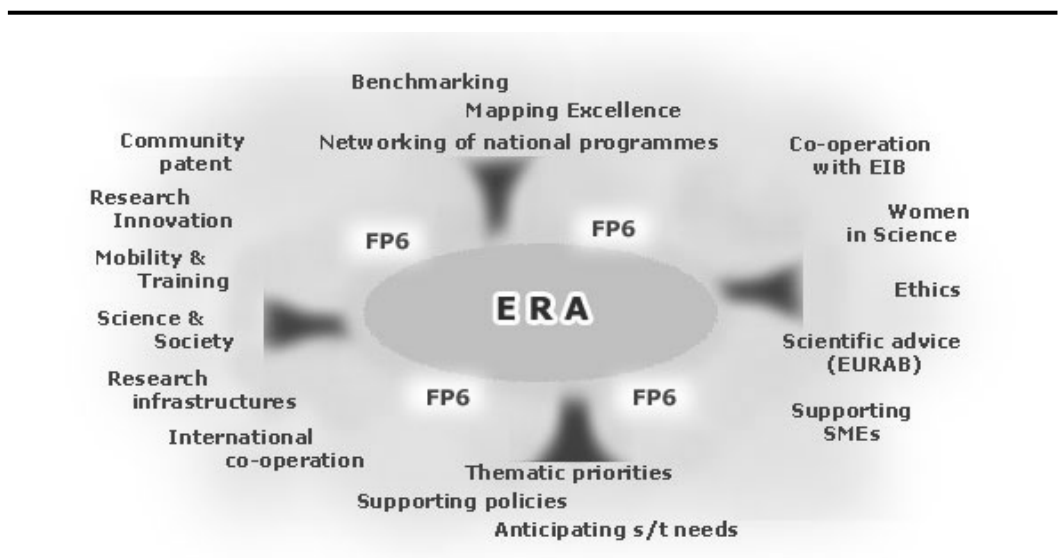 Benchmarking
Mapping Excellence
Networking of national programmes
Community
patent
Research
Innovation
Mobility &
Training
Science &
Society
Research
infrastructures
International
co-operation
Co-operation
with EIB
Women
in Science
Ethics
Scientific advice
(EURAB)
Supporting
SMEs
FP6
FP6
ERA
FP6
FP6
Thematic priorities
Supporting policies
Anticipating s/t needs